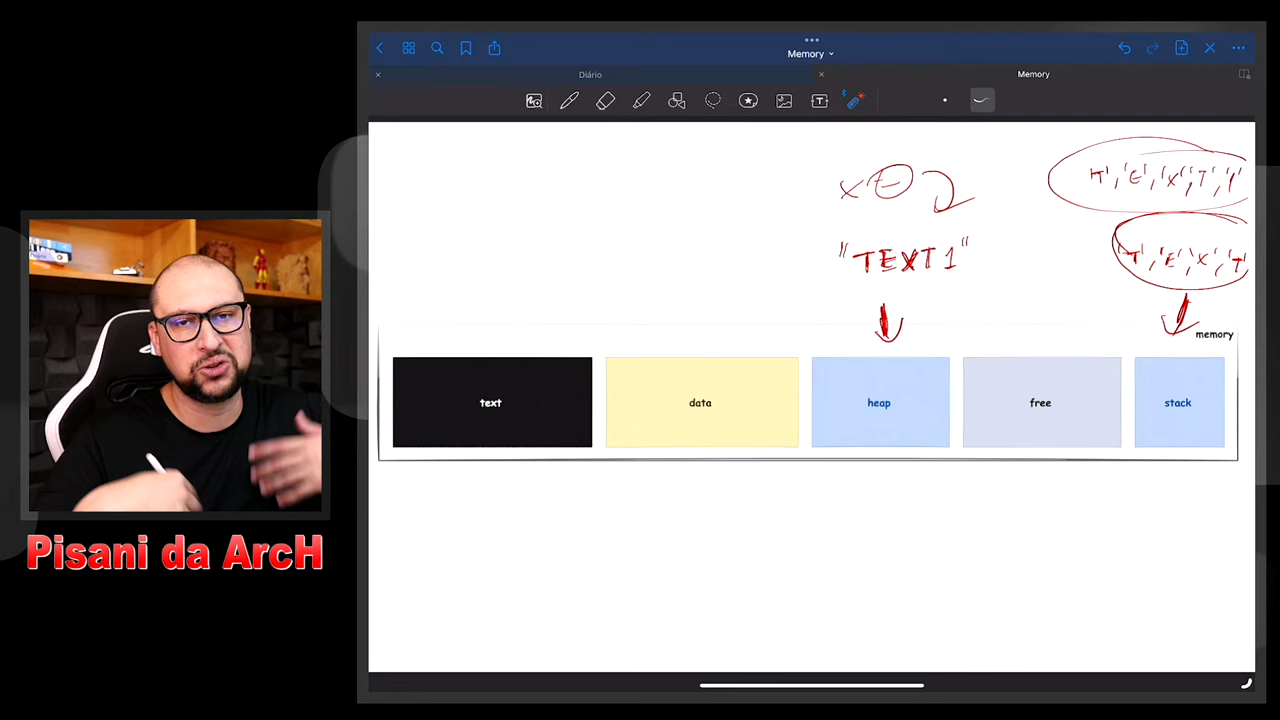 Memory
Diário
Memory
'T', 'E', 'X', 'T', '1'
"TEXT1"
'T', 'E', 'X', 'T'
memory
text
data
heap
free
stack
Pisani da ArcH